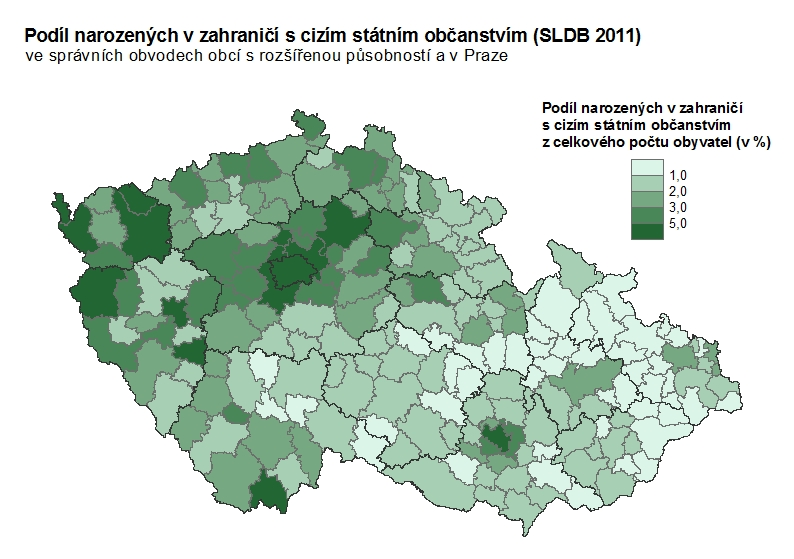 Podíl narozených v zahraničí s cizím státním občanstvím (SLDB 2011)
ve správních obvodech obcí s rozšířenou působností a v Praze
Podíl narozených v zahraničí
s cizím státním občanstvím
z celkového počtu obyvatel (v %)
1,0
2,0
3,0
5,0